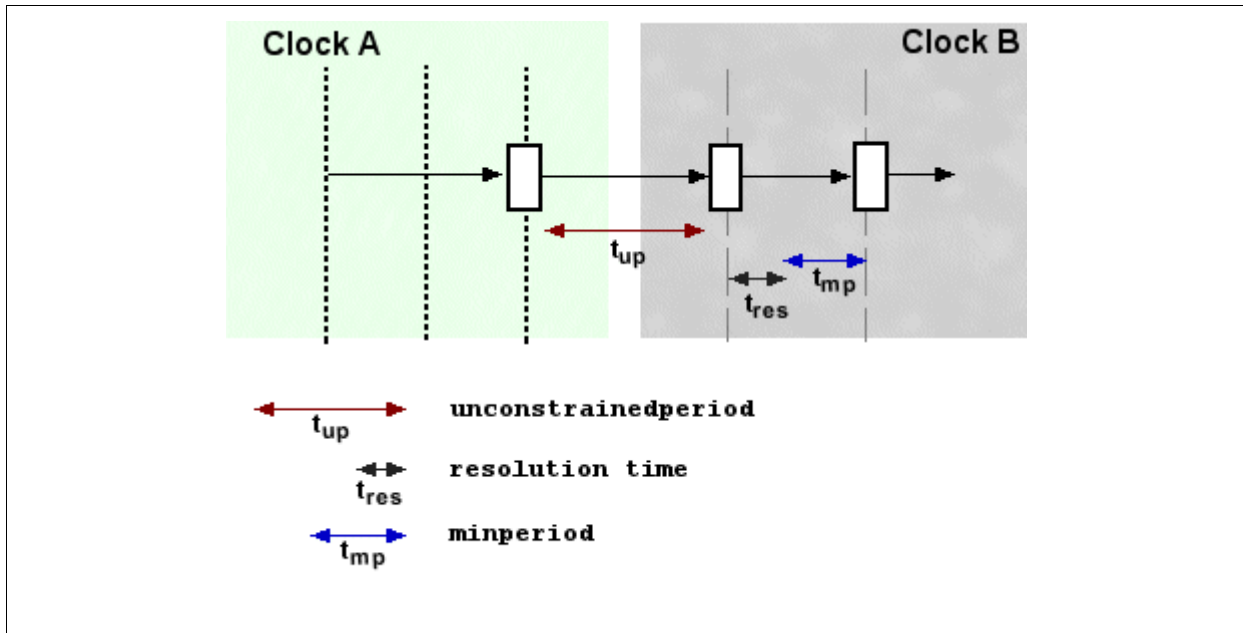 Clock A
Clock B
tup
tres
tmp
tup
unconstrainedperiod
tres
resolution time
tmp
minperiod